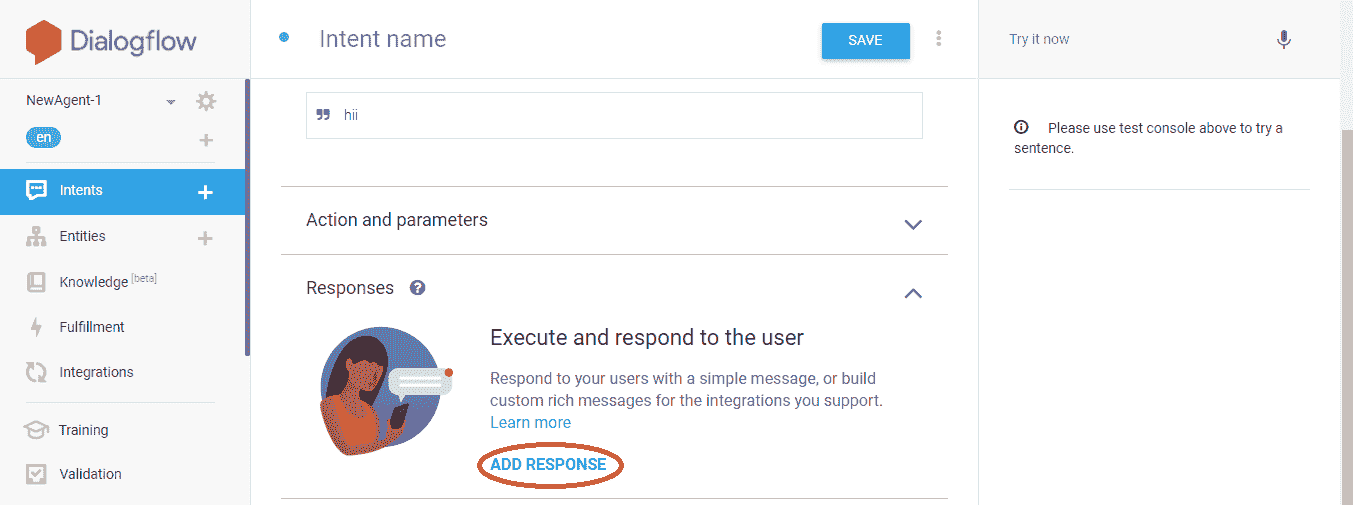 Dialogflow
Intent name
SAVE
Try it now
NewAgent-1
en
Intents
Entities
Knowledge [beta]
Fulfillment
Integrations
Training
Validation
hii
Action and parameters
Responses
Execute and respond to the user
Respond to your users with a simple message, or build
custom rich messages for the integrations you support.
Learn more
ADD RESPONSE
Please use test console above to try a
sentence.